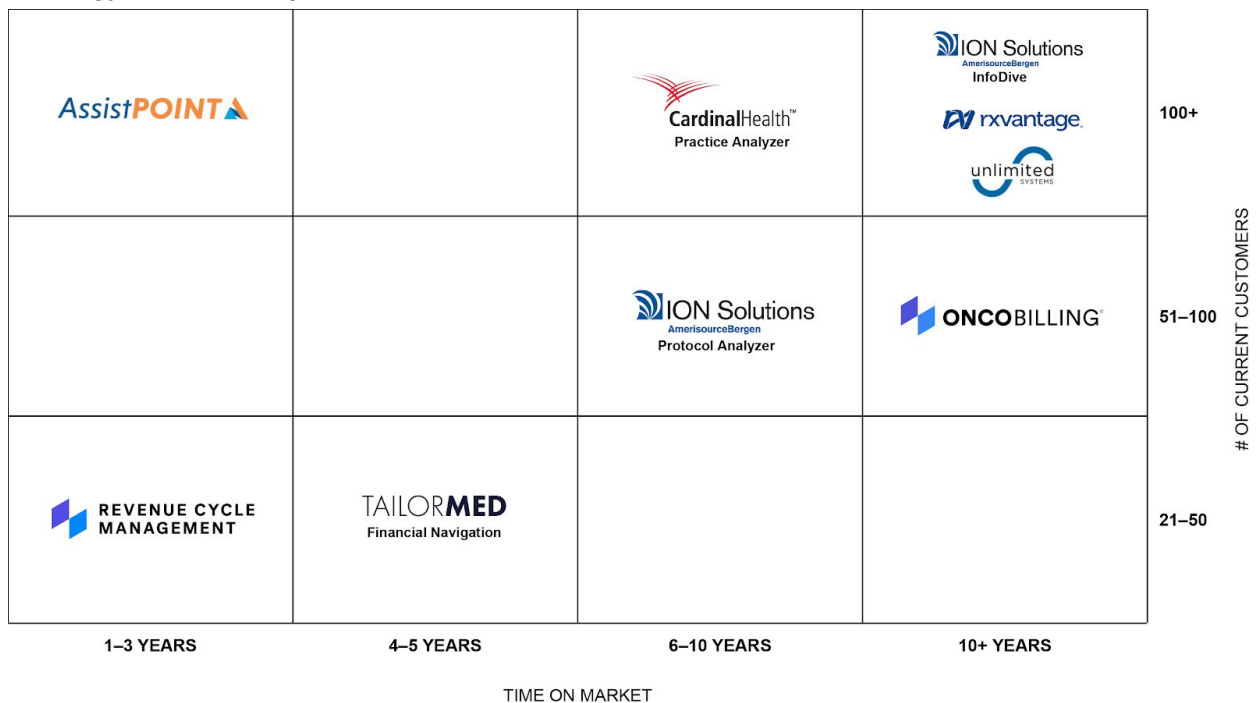 AssistPOINT
CardinalHealth™
Practice Analyzer
ION Solutions
AmerisourceBergen
InfoDive
rxvantage
unlimited
SYSTEMS
100+
ION Solutions
AmerisourceBergen
Protocol Analyzer
ONCOBILLING
51–100
REVENUE CYCLE
MANAGEMENT
TAILORMED
Financial Navigation
21–50
# OF CURRENT CUSTOMERS
1–3 YEARS
4–5 YEARS
6–10 YEARS
10+ YEARS
TIME ON MARKET